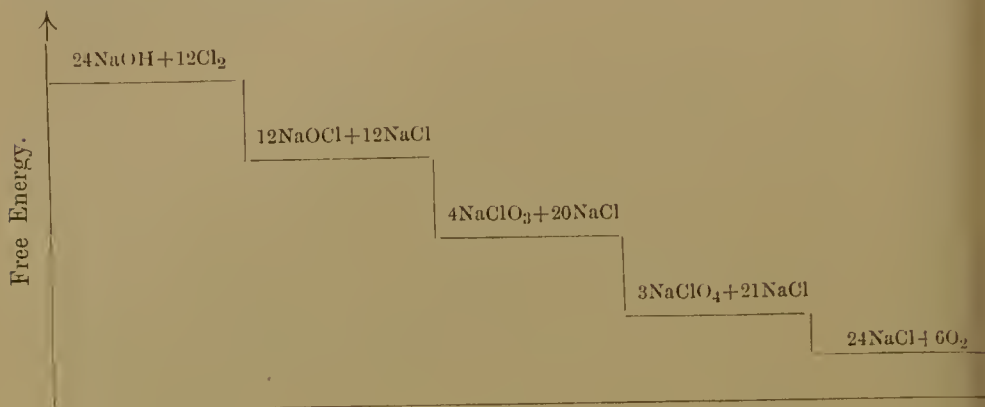 24NaOH+12Cl₂
12NaOCl+12NaCl
4NaClO₃+20NaCl
3NaClO₄+21NaCl
24NaCl+6O₂
Free Energy.